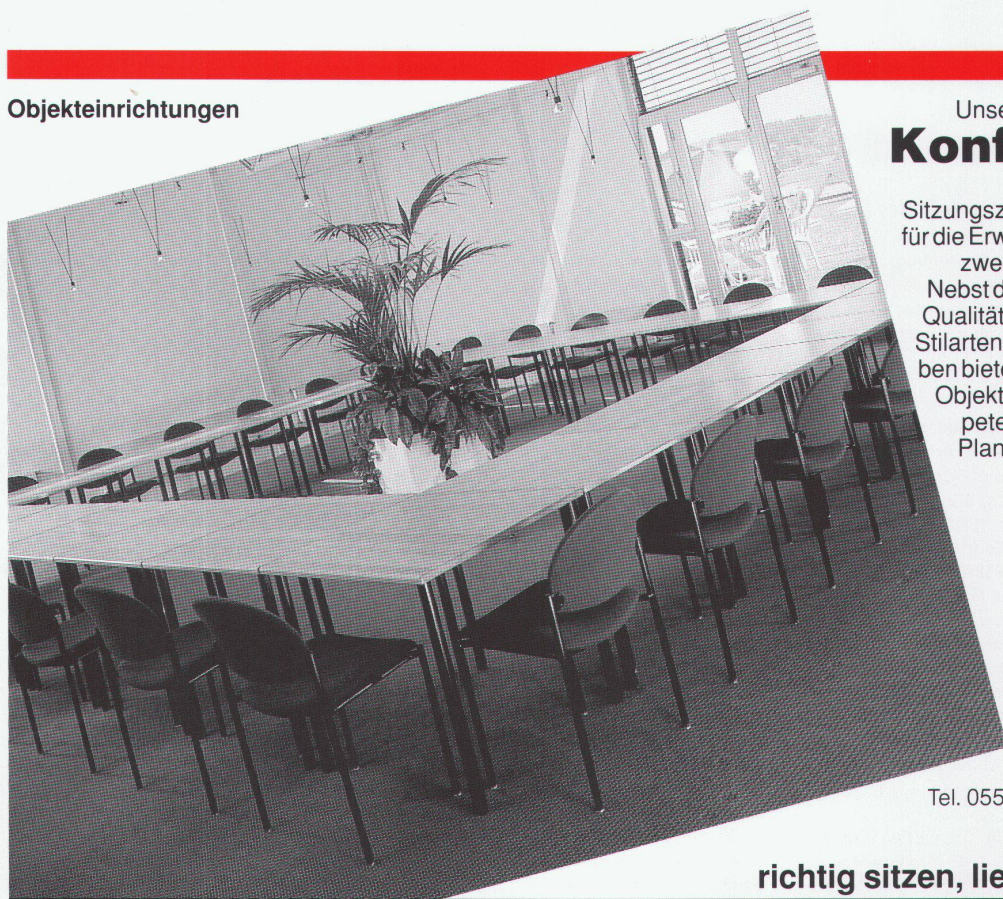 Objekteinrichtungen
Unse
Konf
Sitzungsz
für die Erw
zwe
Nebst d
Qualität
Stilarten
ben biete
Objekt
pete
Plan
Tel. 055
richtig sitzen, lie